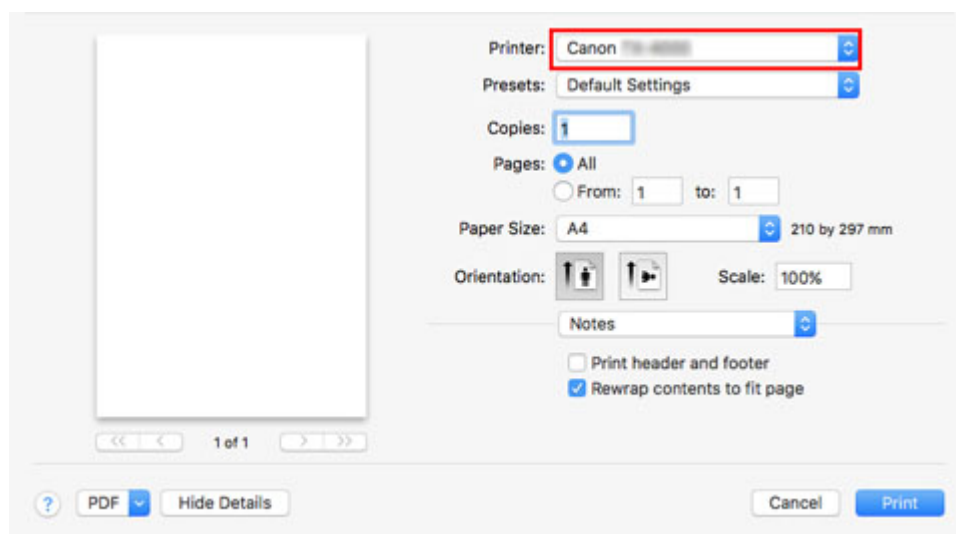 Printer: Canon
Presets: Default Settings
Copies: 1
Pages: All
From: 1 to: 1
Paper Size: A4 210 by 297 mm
Orientation: Scale: 100%
Notes
Print header and footer
Rewrap contents to fit page
<< < 1 of 1 > >>
? PDF Hide Details Cancel Print